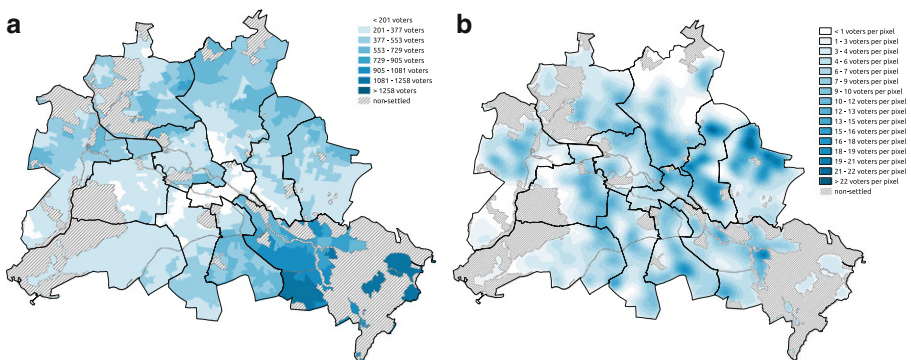 a
< 201 voters
201 - 377 voters
377 - 553 voters
553 - 729 voters
729 - 905 voters
905 - 1081 voters
1081 - 1258 voters
> 1258 voters
non-settled
b
< 1 voters per pixel
1 - 3 voters per pixel
3 - 4 voters per pixel
4 - 6 voters per pixel
6 - 7 voters per pixel
7 - 9 voters per pixel
9 - 10 voters per pixel
10 - 12 voters per pixel
12 - 13 voters per pixel
13 - 15 voters per pixel
15 - 16 voters per pixel
16 - 18 voters per pixel
18 - 19 voters per pixel
19 - 21 voters per pixel
21 - 22 voters per pixel
> 22 voters per pixel
non-settled